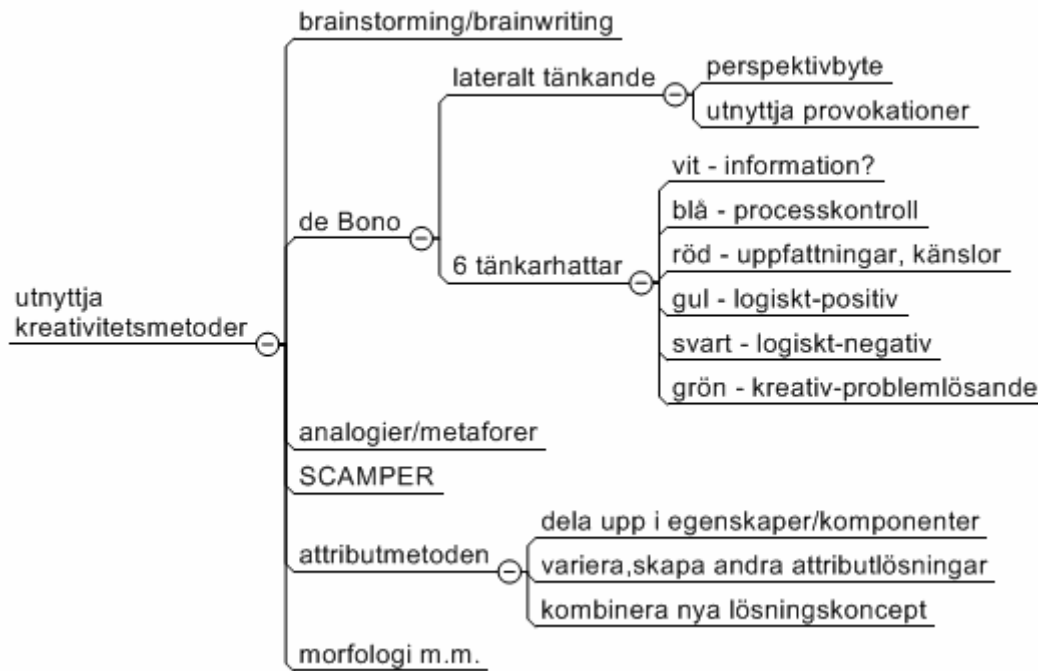 brainstorming/brainwriting
lateralt tänkande
perspektivbyte
utnyttja provokationer
de Bono
6 tänkarhattar
vit - information?
blå - processkontroll
röd - uppfattningar, känslor
gul - logiskt-positiv
svart - logiskt-negativ
grön - kreativ-problemlösande
utnyttja
kreativitetsmetoder
analogier/metaforer
SCAMPER
attributmetoden
dela upp i egenskaper/komponenter
variera,skapa andra attributlösningar
kombinera nya lösningskoncept
morfologi m.m.